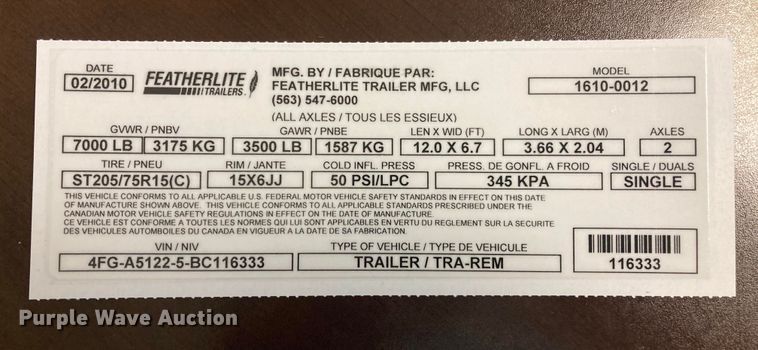 DATE
02/2010
FEATHERLITE
TRAILERS
MFG. BY / FABRIQUE PAR:
FEATHERLITE TRAILER MFG, LLC
(563) 547-6000
MODEL
1610-0012
(ALL AXLES / TOUS LES ESSIEUX)
GVWR / PNBV GAWR / PNBE LEN X WID (FT) LONG X LARG (M) AXLES
7000 LB 3175 KG 3500 LB 1587 KG 12.0 X 6.7 3.66 X 2.04 2
TIRE / PNEU RIM / JANTE COLD INFL. PRESS PRESS. DE GONFL. A FROID SINGLE / DUALS
ST205/75R15(C) 15X6JJ 50 PSI/LPC 345 KPA SINGLE
THIS VEHICLE CONFORMS TO ALL APPLICABLE U.S. FEDERAL MOTOR VEHICLE SAFETY STANDARDS IN EFFECT ON THIS DATE
OF MANUFACTURE SHOWN ABOVE. THIS VEHICLE CONFORMS TO ALL APPLICABLE STANDARDS PRESCRIBED UNDER THE
CANADIAN MOTOR VEHICLE SAFETY REGULATIONS IN EFFECT ON THE DATE OF MANUFACTURE.
CE VEHICULE EST CONFORME A TOUTES LES NORMES QUI LUI SONT APPLICABLES EN VERTU DU REGLEMENT SUR LA SECURITE
DES VEHICULES AUTOMBOILES DU CANADA EN VIGUEUR A LA DATE DE SA FABRICATION.
VIN / NIV TYPE OF VEHICLE / TYPE DE VEHICULE
4FG-A5122-5-BC116333 TRAILER / TRA-REM 116333
Purple Wave Auction